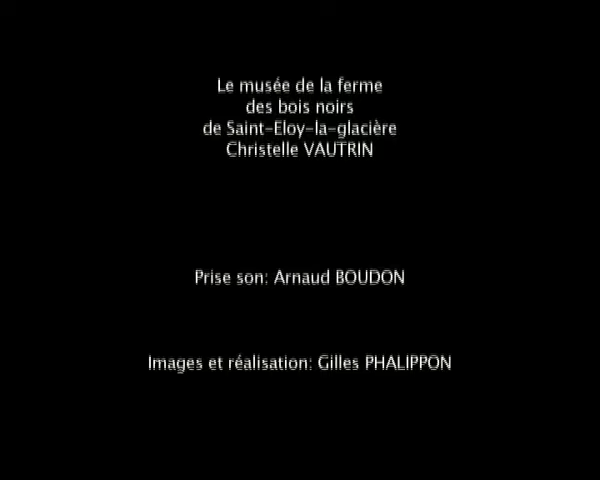 Le musée de la ferme
des bois noirs
de Saint-Eloy-la-glacière
Christelle VAUTRIN
Prise son: Arnaud BOUDON
Images et réalisation: Gilles PHALIPPON